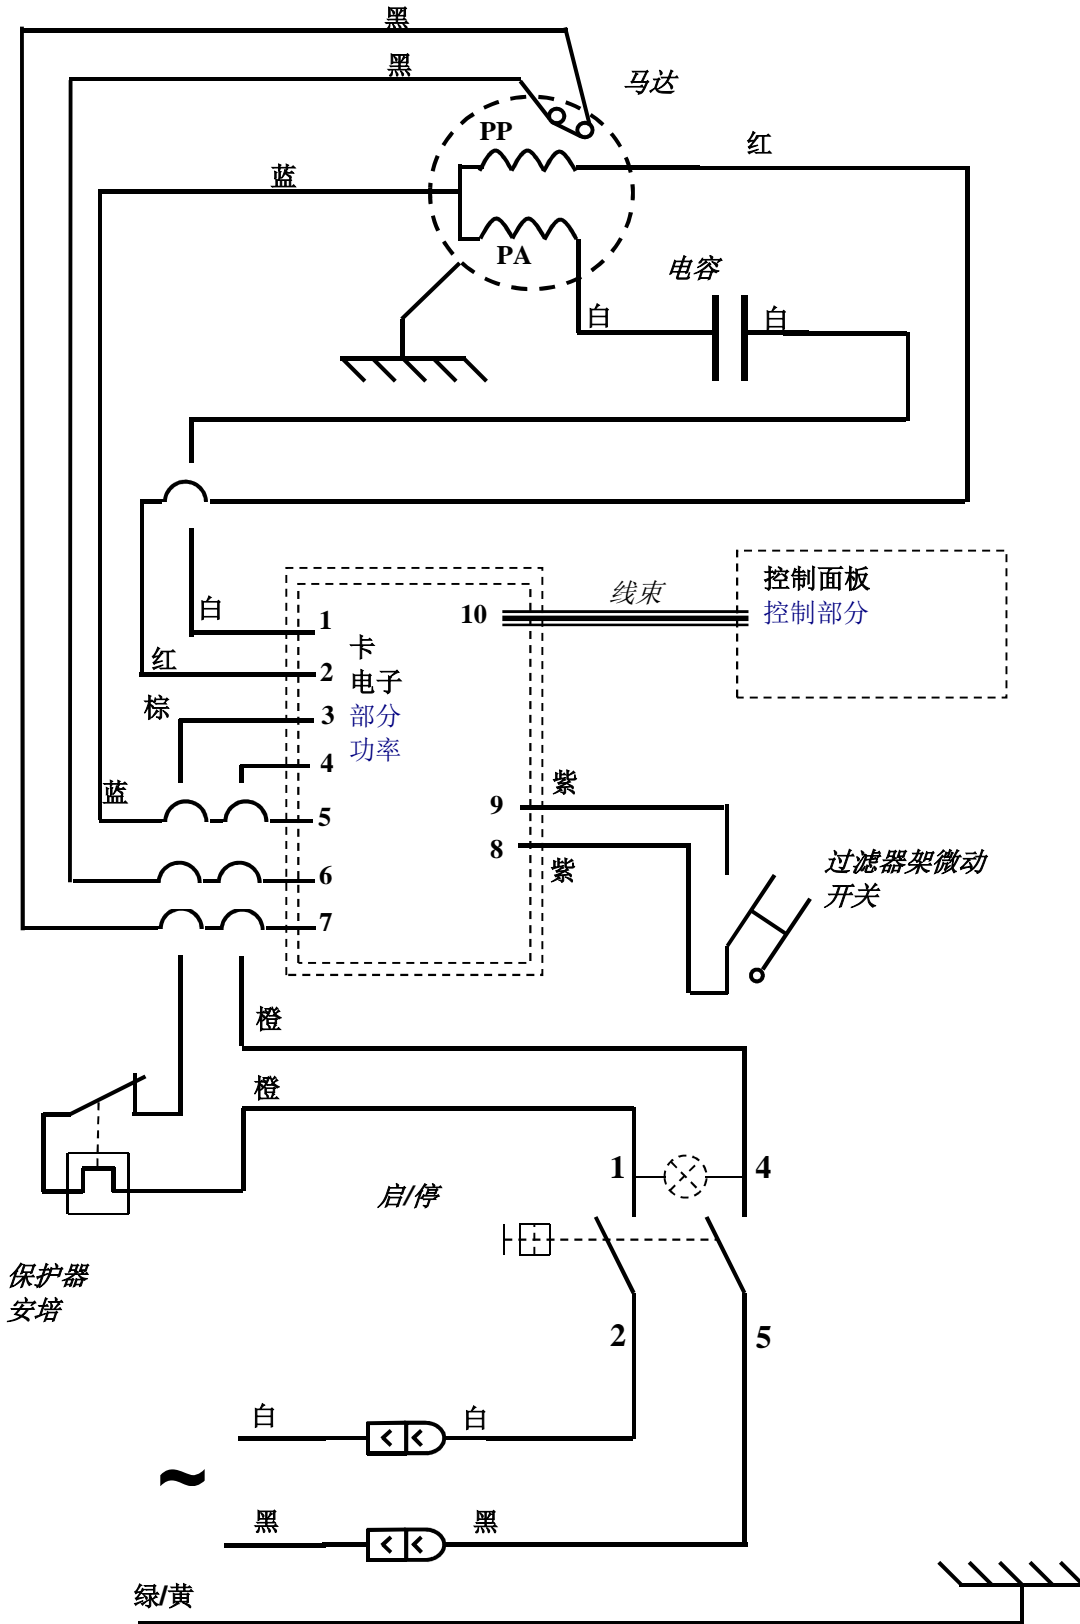 黑
黑
马达
PP
红
蓝
PA
电容
白
白
控制面板
线束
控制部分
10
白
1
卡
红
2
电子
棕
3
部分
功率
4
紫
蓝
9
5
8
过滤器架微动
紫
6
开关
7
橙
橙
1
4
启/停
保护器
安培
2
5
白
白
~
黑
黑
绿/黄